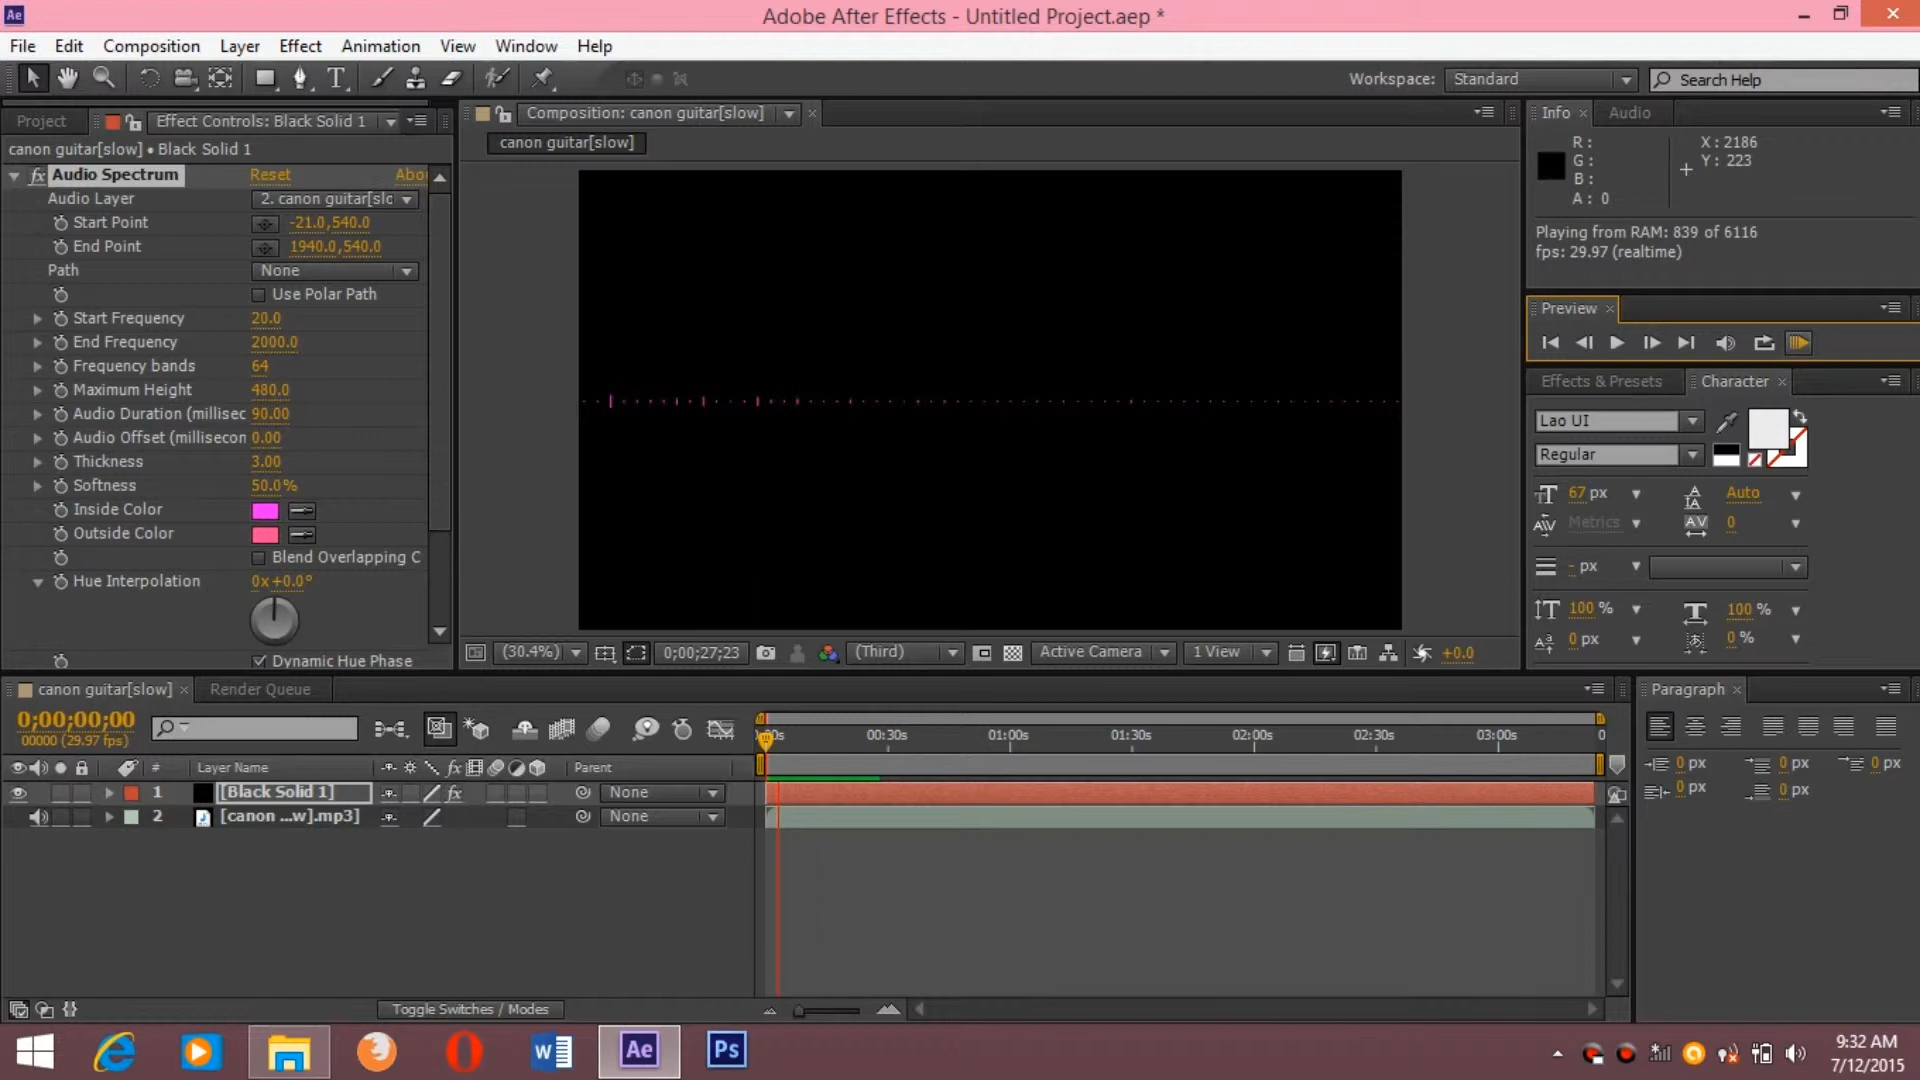 Ae
Adobe After Effects - Untitled Project.aep *
File Edit Composition Layer Effect Animation View Window Help
Workspace: Standard
Search Help
Project
Effect Controls: Black Solid 1
Composition: canon guitar[slow]
Info
Audio
canon guitar[slow] • Black Solid 1
canon guitar[slow]
fx Audio Spectrum Reset Abou
Audio Layer 2. canon guitar[slo
Start Point -21.0,540.0
End Point 1940.0,540.0
Path None
Use Polar Path
Start Frequency 20.0
End Frequency 2000.0
Frequency bands 64
Maximum Height 480.0
Audio Duration (millisec 90.00
Audio Offset (millisecon 0.00
Thickness 3.00
Softness 50.0%
Inside Color
Outside Color
Blend Overlapping C
Hue Interpolation 0x+0.0°
Dynamic Hue Phase
R : X : 2186
G : Y : 223
B :
A : 0
Playing from RAM: 839 of 6116
fps: 29.97 (realtime)
Preview
Effects & Presets
Character
Lao UI
Regular
67 px Auto
Metrics 0
- px
100 % 100 %
0 px 0 %
(30.4%) 0;00;27;23 (Third) Active Camera 1 View +0.0
canon guitar[slow]
Render Queue
Paragraph
0;00;00;00
00000 (29.97 fps)
00s 00:30s 01:00s 01:30s 02:00s 02:30s 03:00s 0
# Layer Name fx Parent
1 [Black Solid 1] fx None
2 [canon ...w].mp3] None
0 px 0 px 0 px
0 px 0 px
Toggle Switches / Modes
W
Ae
Ps
9:32 AM
7/12/2015